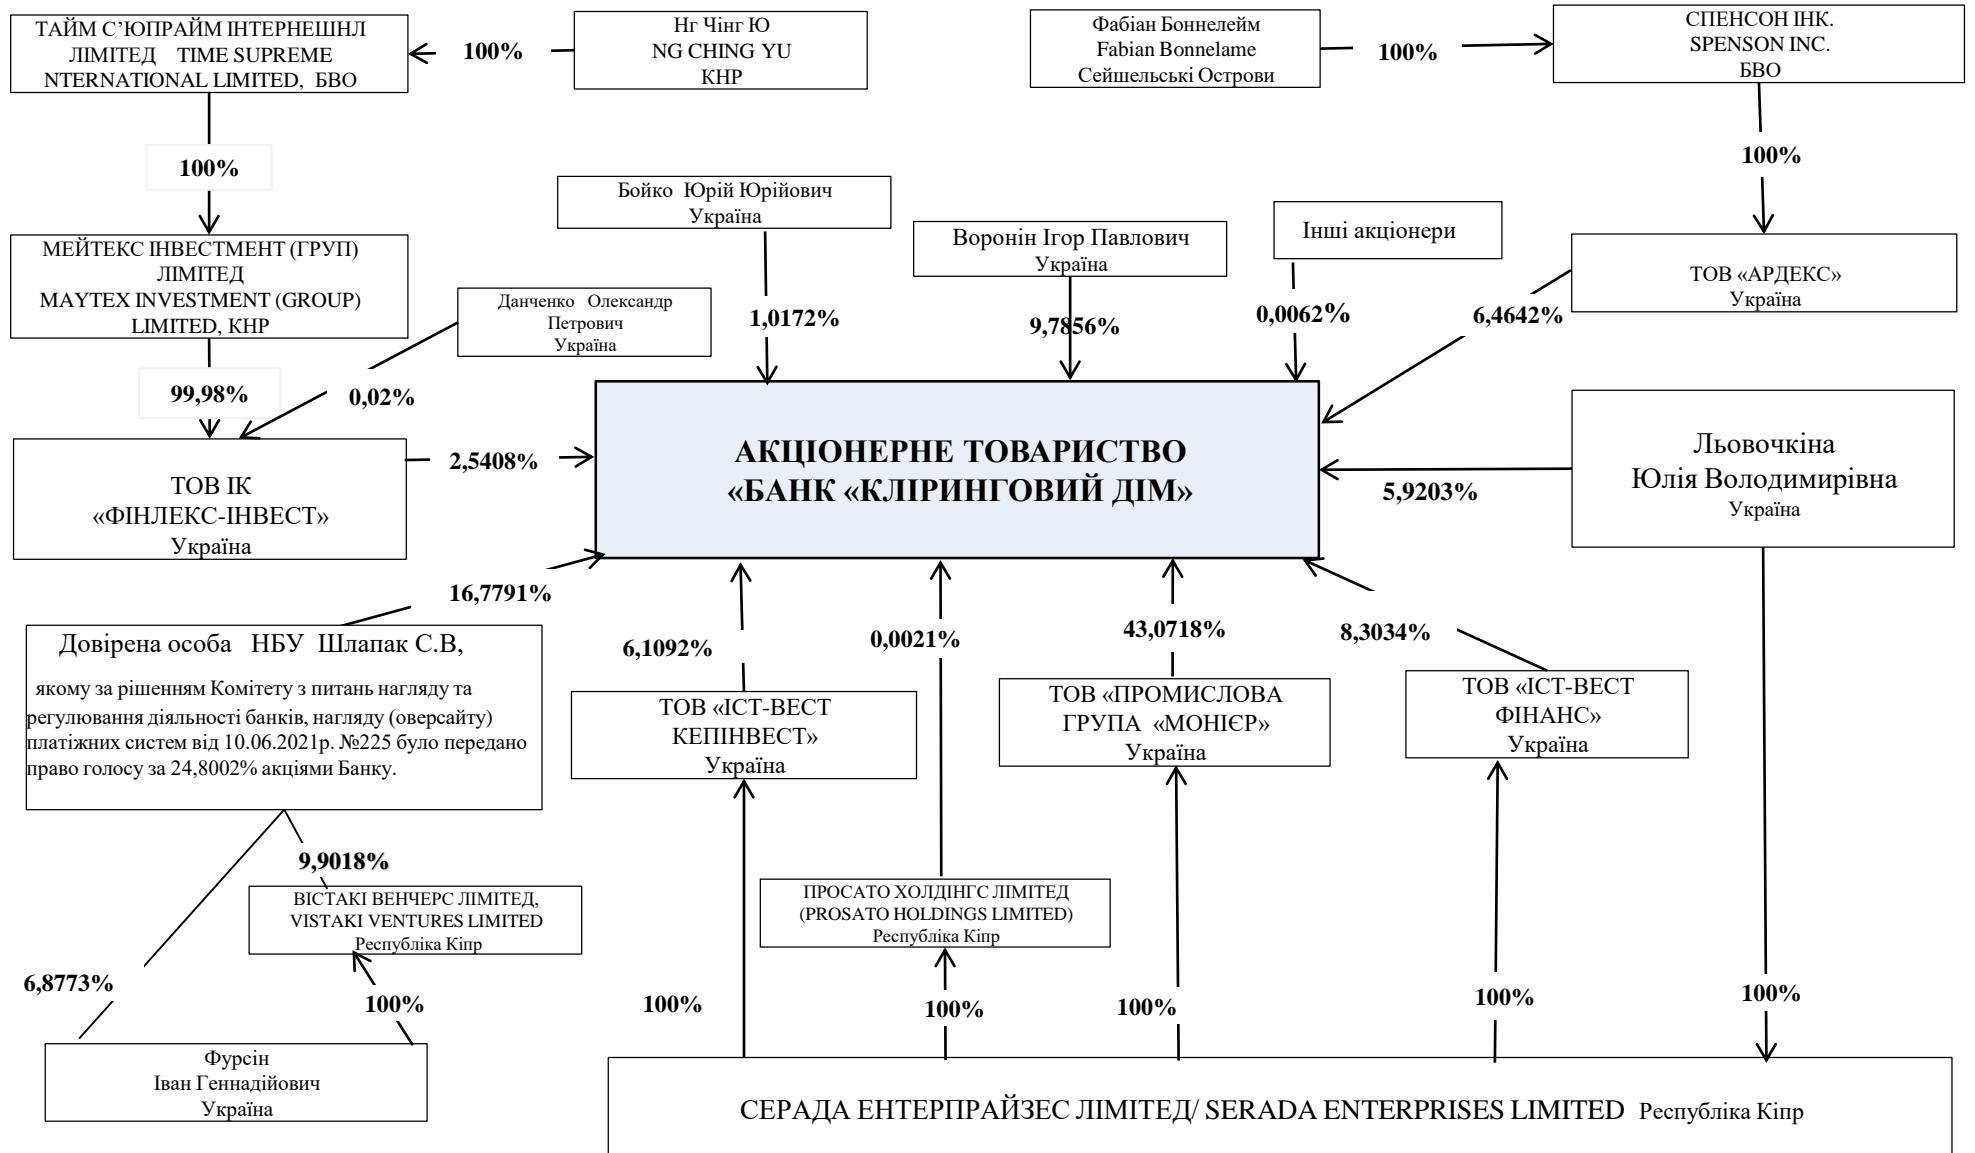 ТАЙМ С’ЮПРАЙМ ІНТЕРНЕШНЛ
ЛІМІТЕД TIME SUPREME
NTERNATIONAL LIMITED, БВО
100%
Нг Чінг Ю
NG CHING YU
КНР
Фабіан Боннелейм
Fabian Bonnelame
Сейшельські Острови
100%
СПЕНСОН ІНК.
SPENSON INC.
БВО
100%
100%
Бойко Юрій Юрійович
Україна
Воронін Ігор Павлович
Україна
Інші акціонери
МЕЙТЕКС ІНВЕСТМЕНТ (ГРУП)
ЛІМІТЕД
MAYTEX INVESTMENT (GROUP)
LIMITED, КНР
ТОВ «АРДЕКС»
Україна
Данченко Олександр
Петрович
Україна
1,0172%
9,7856%
0,0062%
6,4642%
99,98%
0,02%
ТОВ ІК
«ФІНЛЕКС-ІНВЕСТ»
Україна
2,5408%
АКЦІОНЕРНЕ ТОВАРИСТВО
«БАНК «КЛІРИНГОВИЙ ДІМ»
5,9203%
Льовочкіна
Юлія Володимирівна
Україна
16,7791%
6,1092%
0,0021%
43,0718%
8,3034%
Довірена особа НБУ Шлапак С.В,
якому за рішенням Комітету з питань нагляду та
регулювання діяльності банків, нагляду (оверсайту)
платіжних систем від 10.06.2021р. №225 було передано
право голосу за 24,8002% акціями Банку.
ТОВ «ІСТ-ВЕСТ
КЕПІНВЕСТ»
Україна
ТОВ «ПРОМИСЛОВА
ГРУПА «МОНІЄР»
Україна
ТОВ «ІСТ-ВЕСТ
ФІНАНС»
Україна
9,9018%
ВІСТАКІ ВЕНЧЕРС ЛІМІТЕД,
VISTAKI VENTURES LIMITED
Республіка Кіпр
ПРОСАТО ХОЛДІНГС ЛІМІТЕД
(PROSATO HOLDINGS LIMITED)
Республіка Кіпр
6,8773%
100%
100%
100%
100%
100%
100%
Фурсін
Іван Геннадійович
Україна
СЕРАДА ЕНТЕРПРАЙЗЕС ЛІМІТЕД/ SERADA ENTERPRISES LIMITED Республіка Кіпр